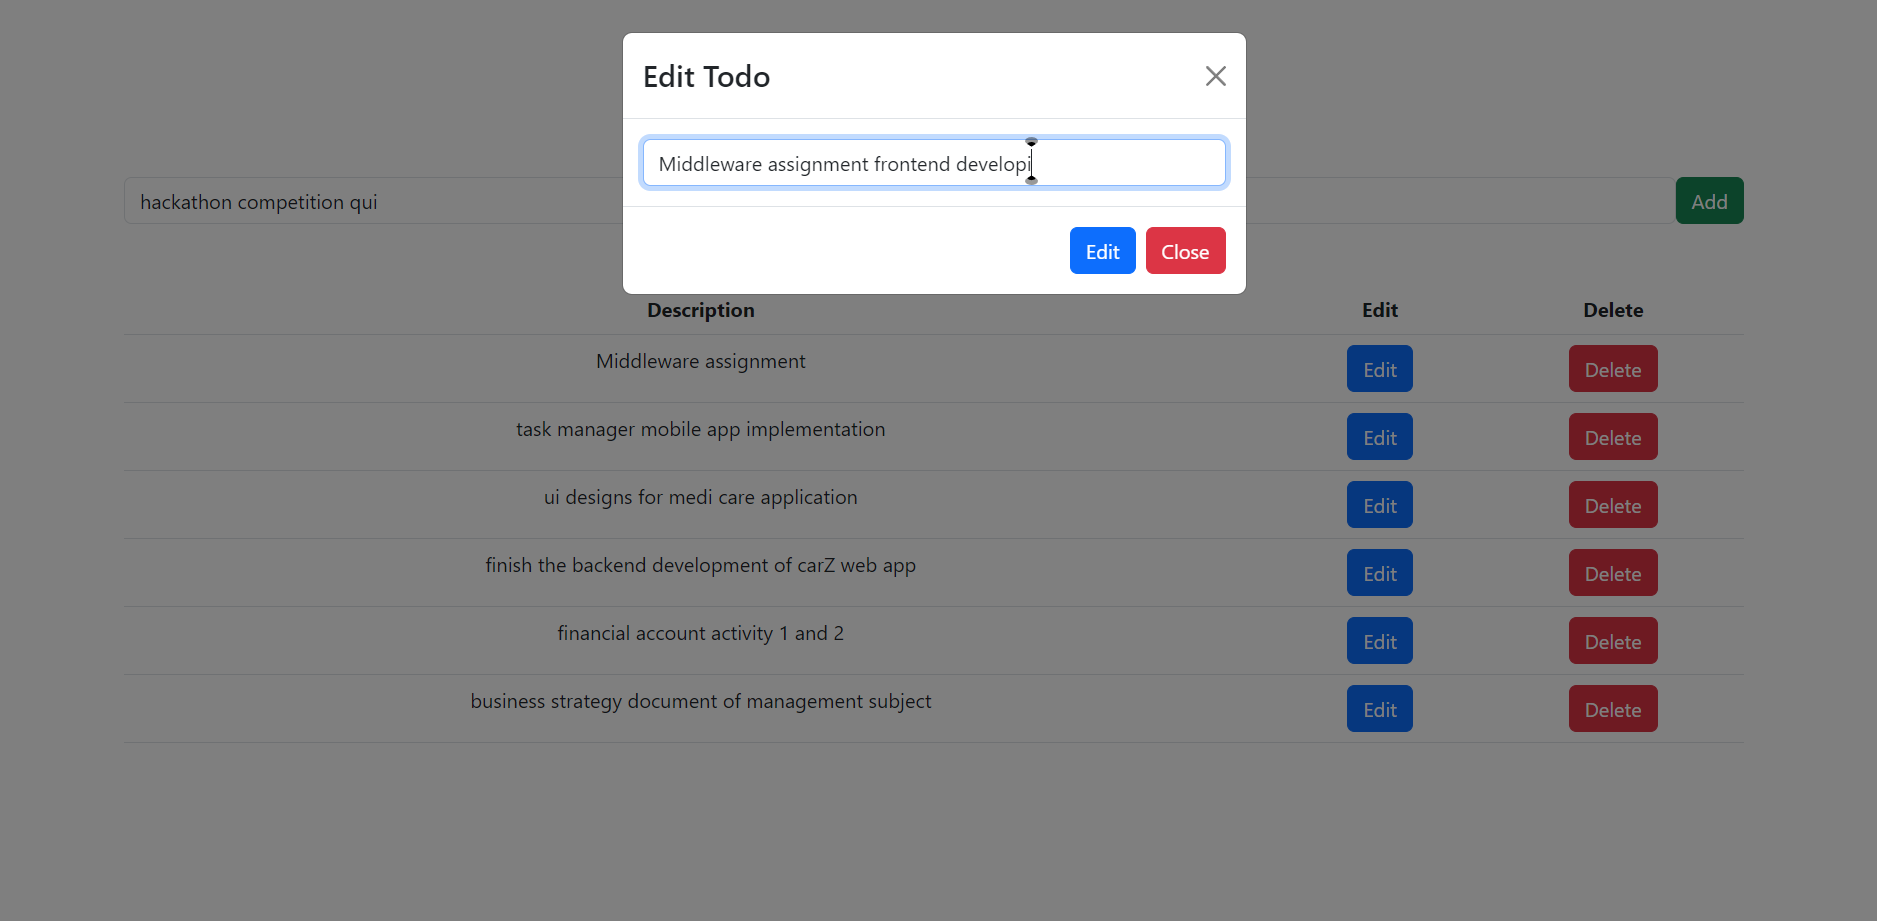 Edit Todo
Middleware assignment frontend developi
Edit Close
hackathon competition qui Add
Description Edit Delete
Middleware assignment Edit Delete
task manager mobile app implementation Edit Delete
ui designs for medi care application Edit Delete
finish the backend development of carZ web app Edit Delete
financial account activity 1 and 2 Edit Delete
business strategy document of management subject Edit Delete